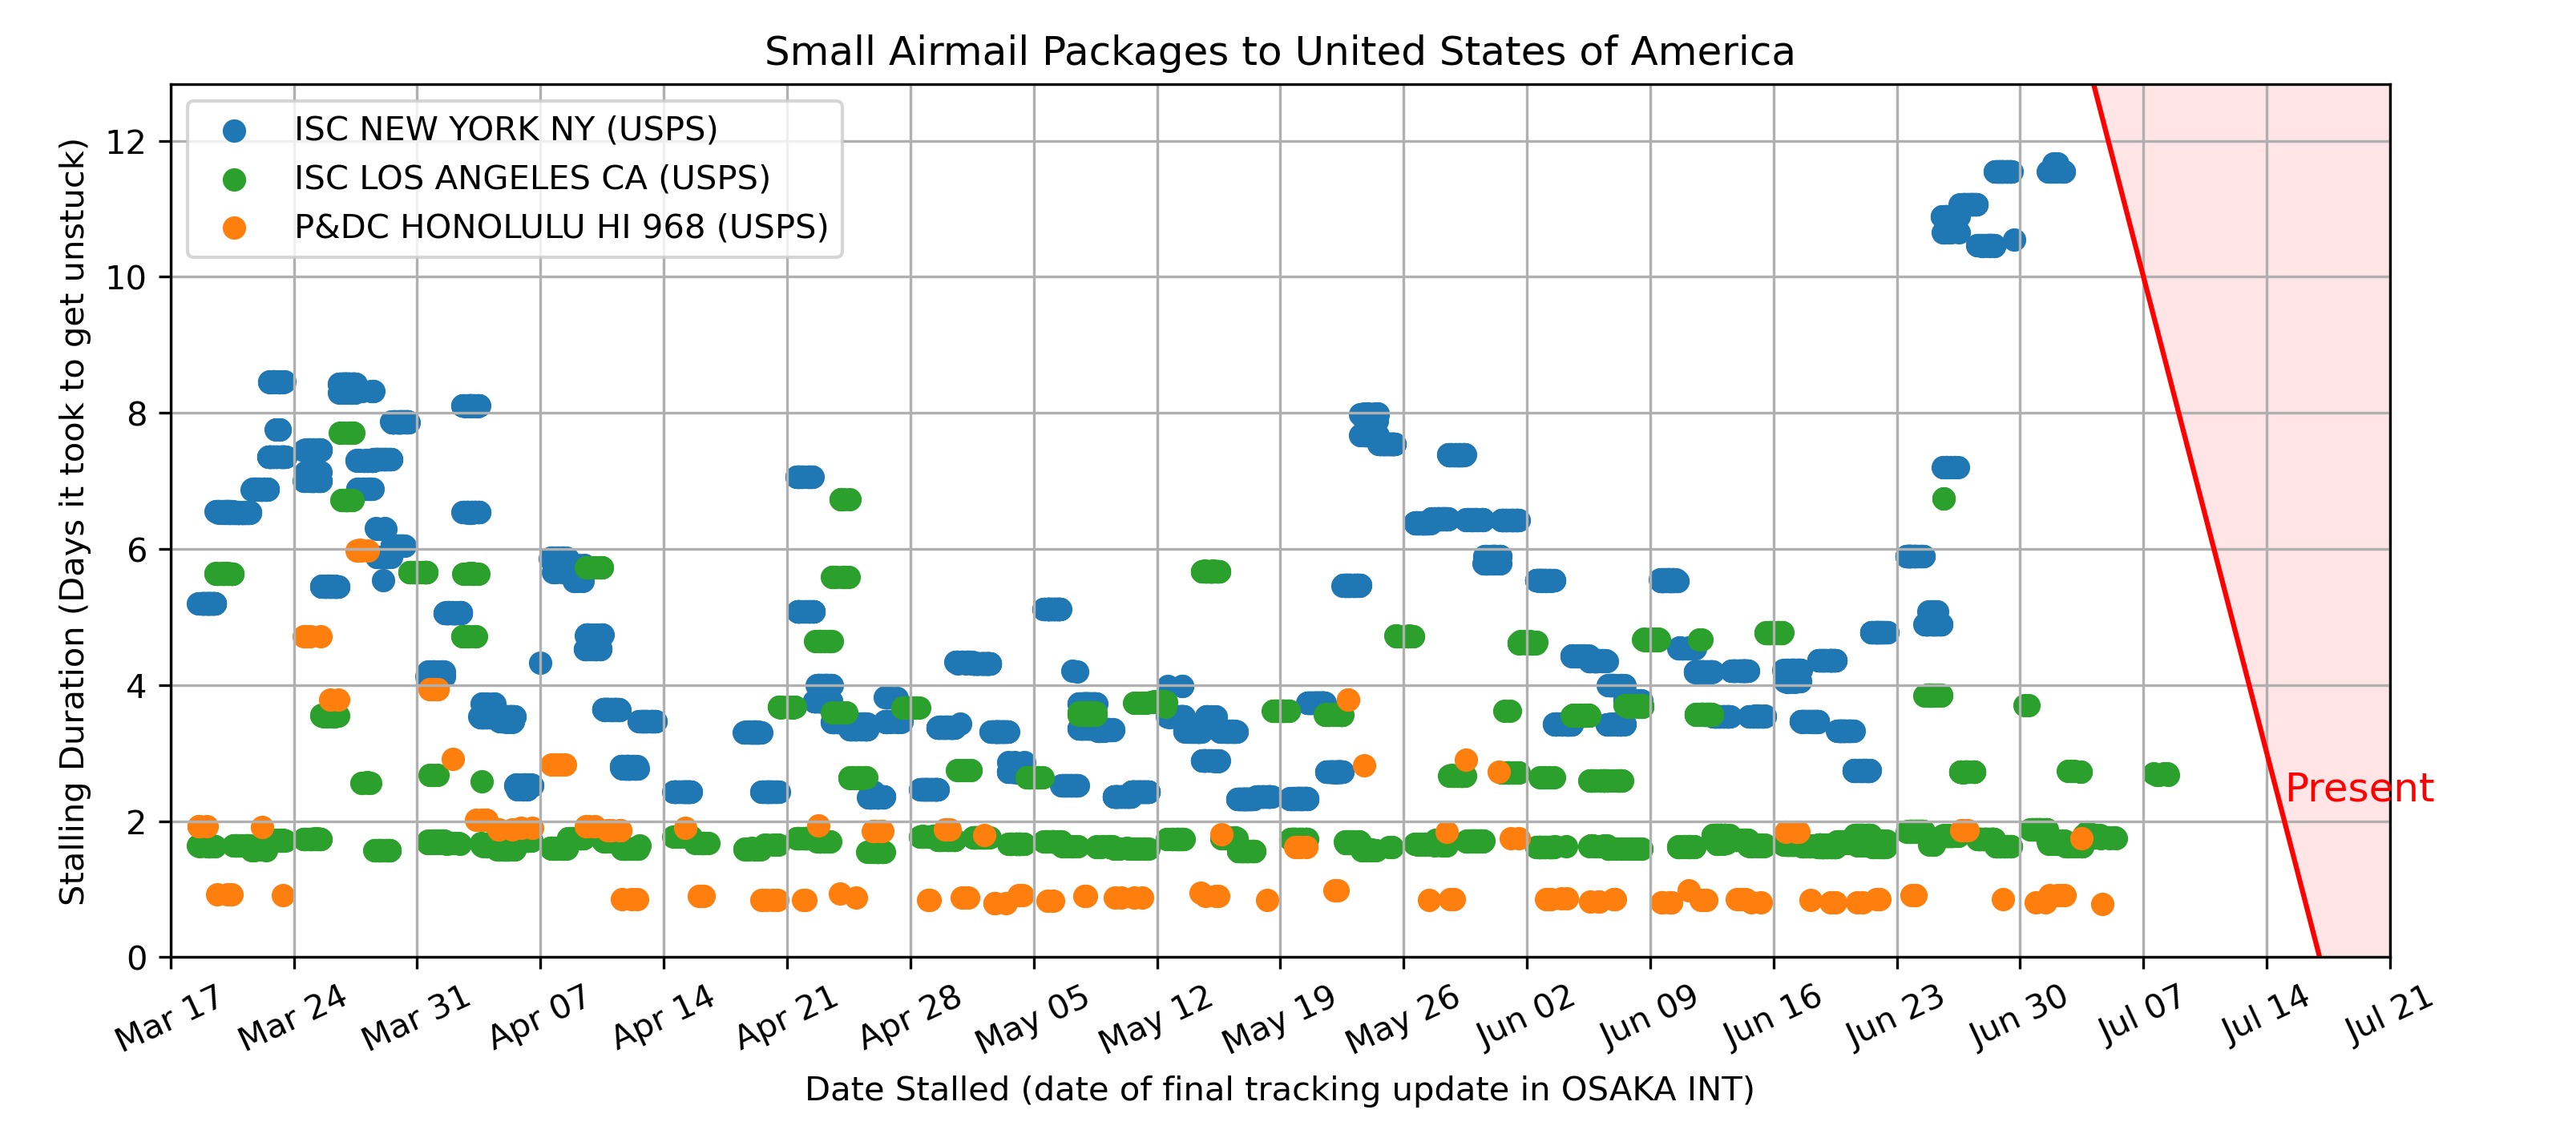 Small Airmail Packages to United States of America
ISC NEW YORK NY (USPS)
ISC LOS ANGELES CA (USPS)
P&DC HONOLULU HI 968 (USPS)
Stalling Duration (Days it took to get unstuck)
12
10
8
6
4
2
0
Present
Mar 17 Mar 24 Mar 31 Apr 07 Apr 14 Apr 21 Apr 28 May 05 May 12 May 19 May 26 Jun 02 Jun 09 Jun 16 Jun 23 Jun 30 Jul 07 Jul 14 Jul 21
Date Stalled (date of final tracking update in OSAKA INT)